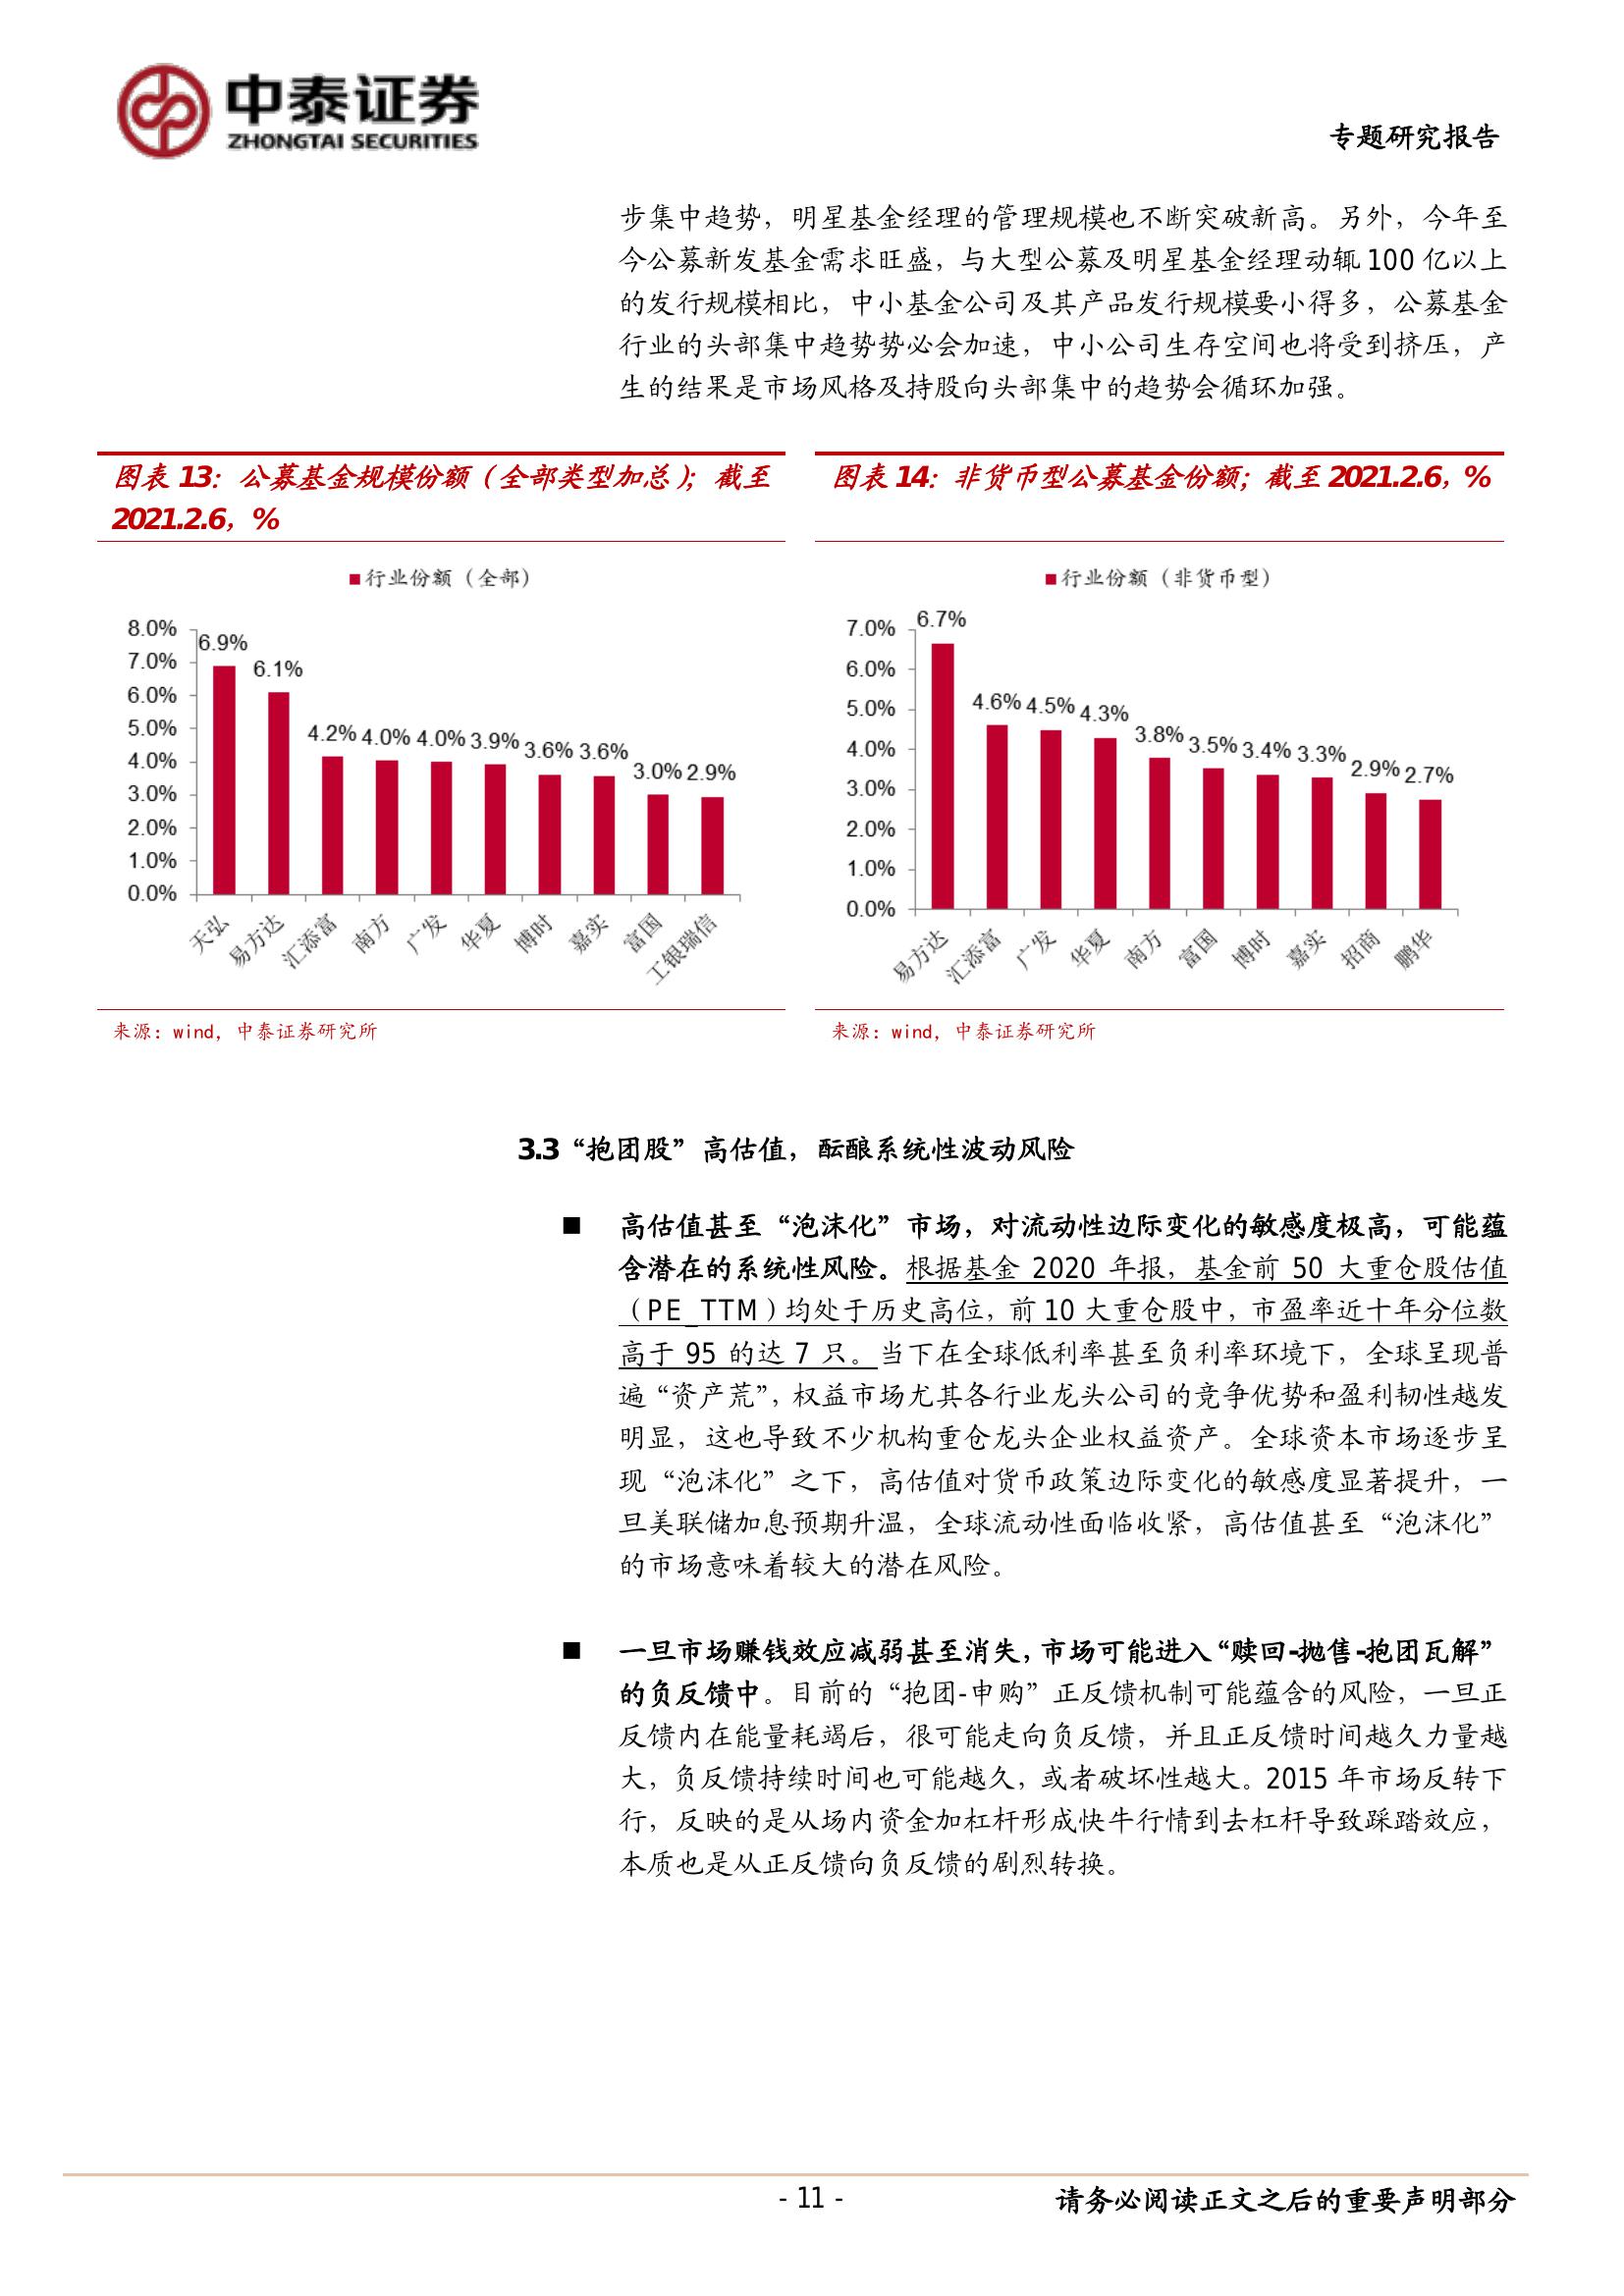 中泰证券
ZHONGTAI SECURITIES
专题研究报告
步集中趋势，明星基金经理的管理规模也不断突破新高。另外，今年至
今公募新发基金需求旺盛，与大型公募及明星基金经理动辄 100 亿以上
的发行规模相比，中小基金公司及其产品发行规模要小得多，公募基金
行业的头部集中趋势势必会加速，中小公司生存空间也将受到挤压，产
生的结果是市场风格及持股向头部集中的趋势会循环加强。
图表 13：公募基金规模份额（全部类型加总）；截至
2021.2.6，%
行业份额（全部）
8.0%
7.0%
6.0%
5.0%
4.0%
3.0%
2.0%
1.0%
0.0%
6.9%
6.1%
4.2%
4.0%
4.0%
3.9%
3.6%
3.6%
3.0%
2.9%
天弘
易方达
汇添富
南方
广发
华夏
博时
嘉实
富国
工银瑞信
来源：wind，中泰证券研究所
图表 14：非货币型公募基金份额；截至 2021.2.6，%
行业份额（非货币型）
7.0%
6.0%
5.0%
4.0%
3.0%
2.0%
1.0%
0.0%
6.7%
4.6%
4.5%
4.3%
3.8%
3.5%
3.4%
3.3%
2.9%
2.7%
易方达
汇添富
广发
华夏
南方
富国
博时
嘉实
招商
鹏华
来源：wind，中泰证券研究所
3.3“抱团股”高估值，酝酿系统性波动风险
■ 高估值甚至“泡沫化”市场，对流动性边际变化的敏感度极高，可能蕴
含潜在的系统性风险。根据基金 2020 年报，基金前 50 大重仓股估值
（PE_TTM）均处于历史高位，前 10 大重仓股中，市盈率近十年分位数
高于 95 的达 7 只。当下在全球低利率甚至负利率环境下，全球呈现普
遍“资产荒”，权益市场尤其各行业龙头公司的竞争优势和盈利韧性越发
明显，这也导致不少机构重仓龙头企业权益资产。全球资本市场逐步呈
现“泡沫化”之下，高估值对货币政策边际变化的敏感度显著提升，一
旦美联储加息预期升温，全球流动性面临收紧，高估值甚至“泡沫化”
的市场意味着较大的潜在风险。
■ 一旦市场赚钱效应减弱甚至消失，市场可能进入“赎回-抛售-抱团瓦解”
的负反馈中。目前的“抱团-申购”正反馈机制可能蕴含的风险，一旦正
反馈内在能量耗竭后，很可能走向负反馈，并且正反馈时间越久力量越
大，负反馈持续时间也可能越久，或者破坏性越大。2015 年市场反转下
行，反映的是从场内资金加杠杆形成快牛行情到去杠杆导致踩踏效应，
本质也是从正反馈向负反馈的剧烈转换。
- 11 -
请务必阅读正文之后的重要声明部分